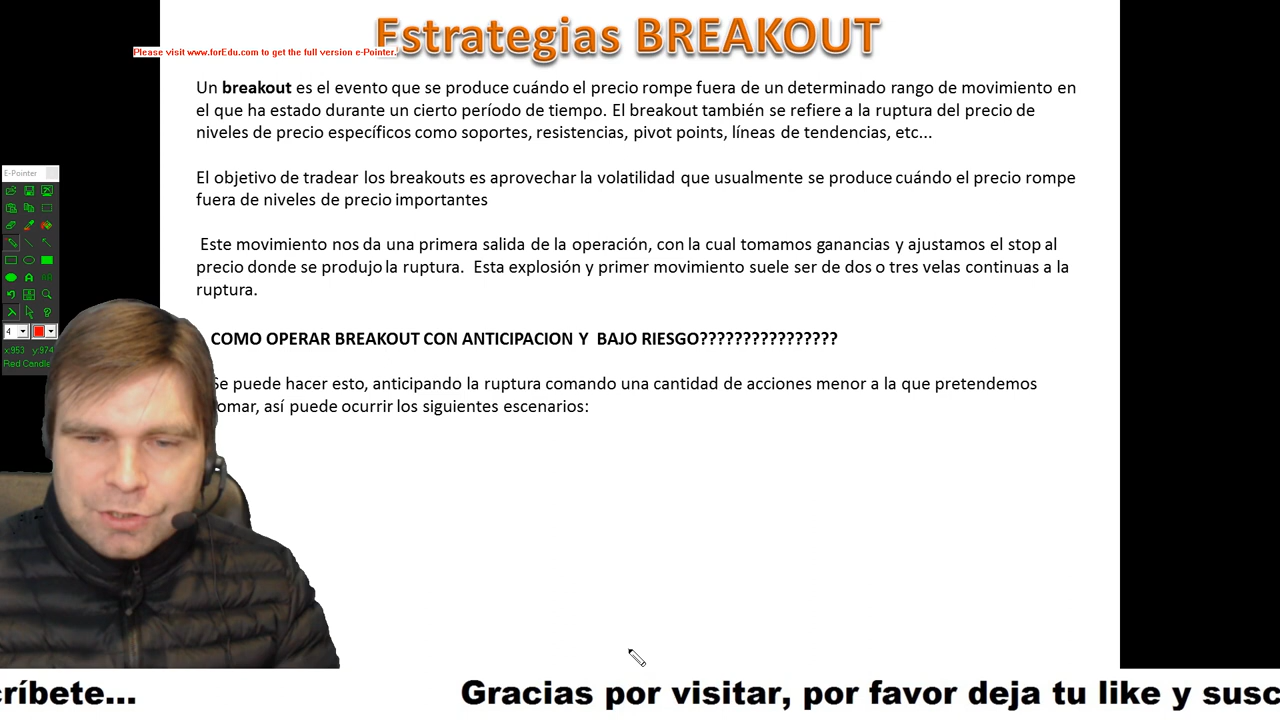 Estrategias BREAKOUT
Please visit www.forEdu.com to get the full version e-Pointer.
Un breakout es el evento que se produce cuándo el precio rompe fuera de un determinado rango de movimiento en
el que ha estado durante un cierto período de tiempo. El breakout también se refiere a la ruptura del precio de
niveles de precio específicos como soportes, resistencias, pivot points, líneas de tendencias, etc...
El objetivo de tradear los breakouts es aprovechar la volatilidad que usualmente se produce cuándo el precio rompe
fuera de niveles de precio importantes
Este movimiento nos da una primera salida de la operación, con la cual tomamos ganancias y ajustamos el stop al
precio donde se produjo la ruptura. Esta explosión y primer movimiento suele ser de dos o tres velas continuas a la
ruptura.
COMO OPERAR BREAKOUT CON ANTICIPACION Y BAJO RIESGO????????????????
Se puede hacer esto, anticipando la ruptura comando una cantidad de acciones menor a la que pretendemos
omar, así puede ocurrir los siguientes escenarios:
E-Pointer
4
x:953 y:974
Red Candle
críbete... Gracias por visitar, por favor deja tu like y susc